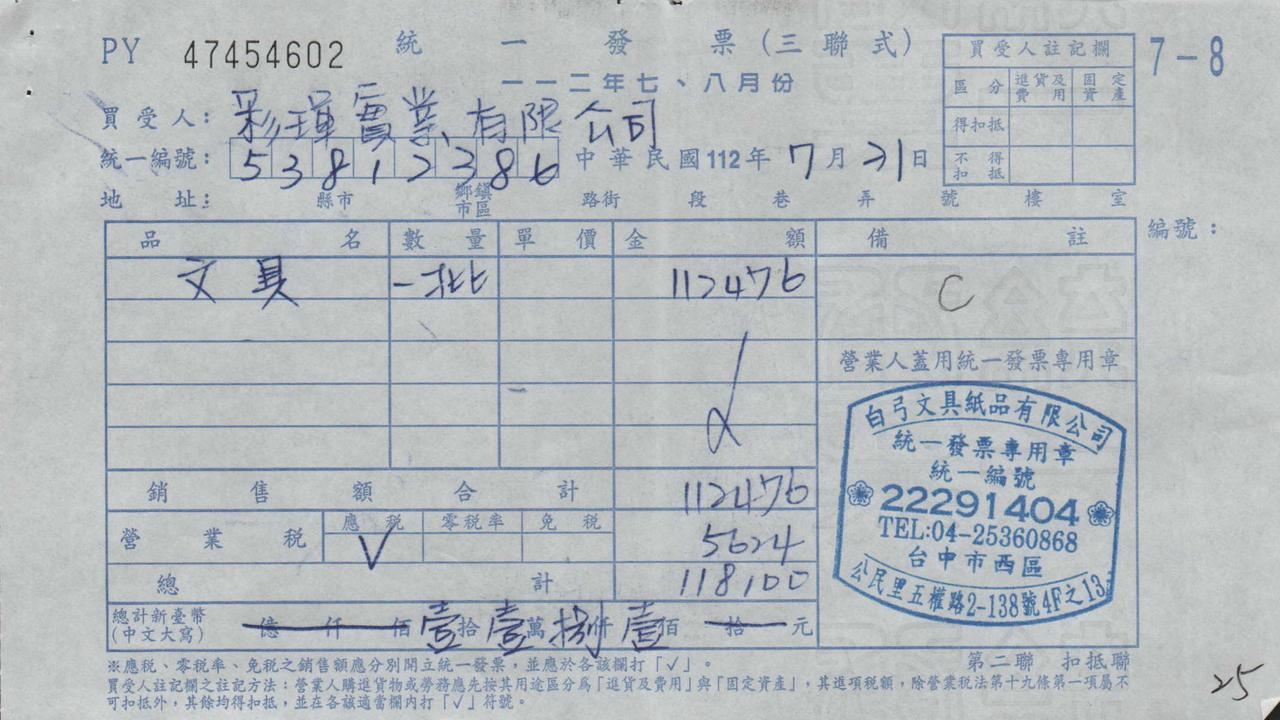 PY 47454602 統一發票(三聯式)
一一二年七、八月份
7-8
買受人註記欄
區分 進貨及費用 固定資產
得扣抵
不得扣抵
買受人: 彩琿實業有限公司
統一編號: 53812386 中華民國112年7月31日
地址: 縣市 鄉鎮市區 路街 段 巷 弄 號 樓 室
品名 數量 單價 金額 備註 編號:
文具 一批 112476 C
營業人蓋用統一發票專用章
銷售額合計 112476
營業稅 應稅 零稅率 免稅
V 5624
總計 118100
總計新臺幣(中文大寫) 億仟佰壹拾壹萬捌仟壹佰拾元
白弓文具紙品有限公司
統一發票專用章
統一編號
22291404
TEL:04-25360868
台中市西區
公民里五權路2-138號4F之13
※應稅、零稅率、免稅之銷售額應分別開立統一發票,並應於各該欄打「√」。
第二聯 扣抵聯
買受人註記欄之註記方法:營業人購進貨物或勞務應先按其用途區分為「進貨及費用」與「固定資產」,其進項稅額,除營業稅法第十九條第一項屬不
可扣抵外,其餘均得扣抵,並在各該適當欄內打「√」符號。
25